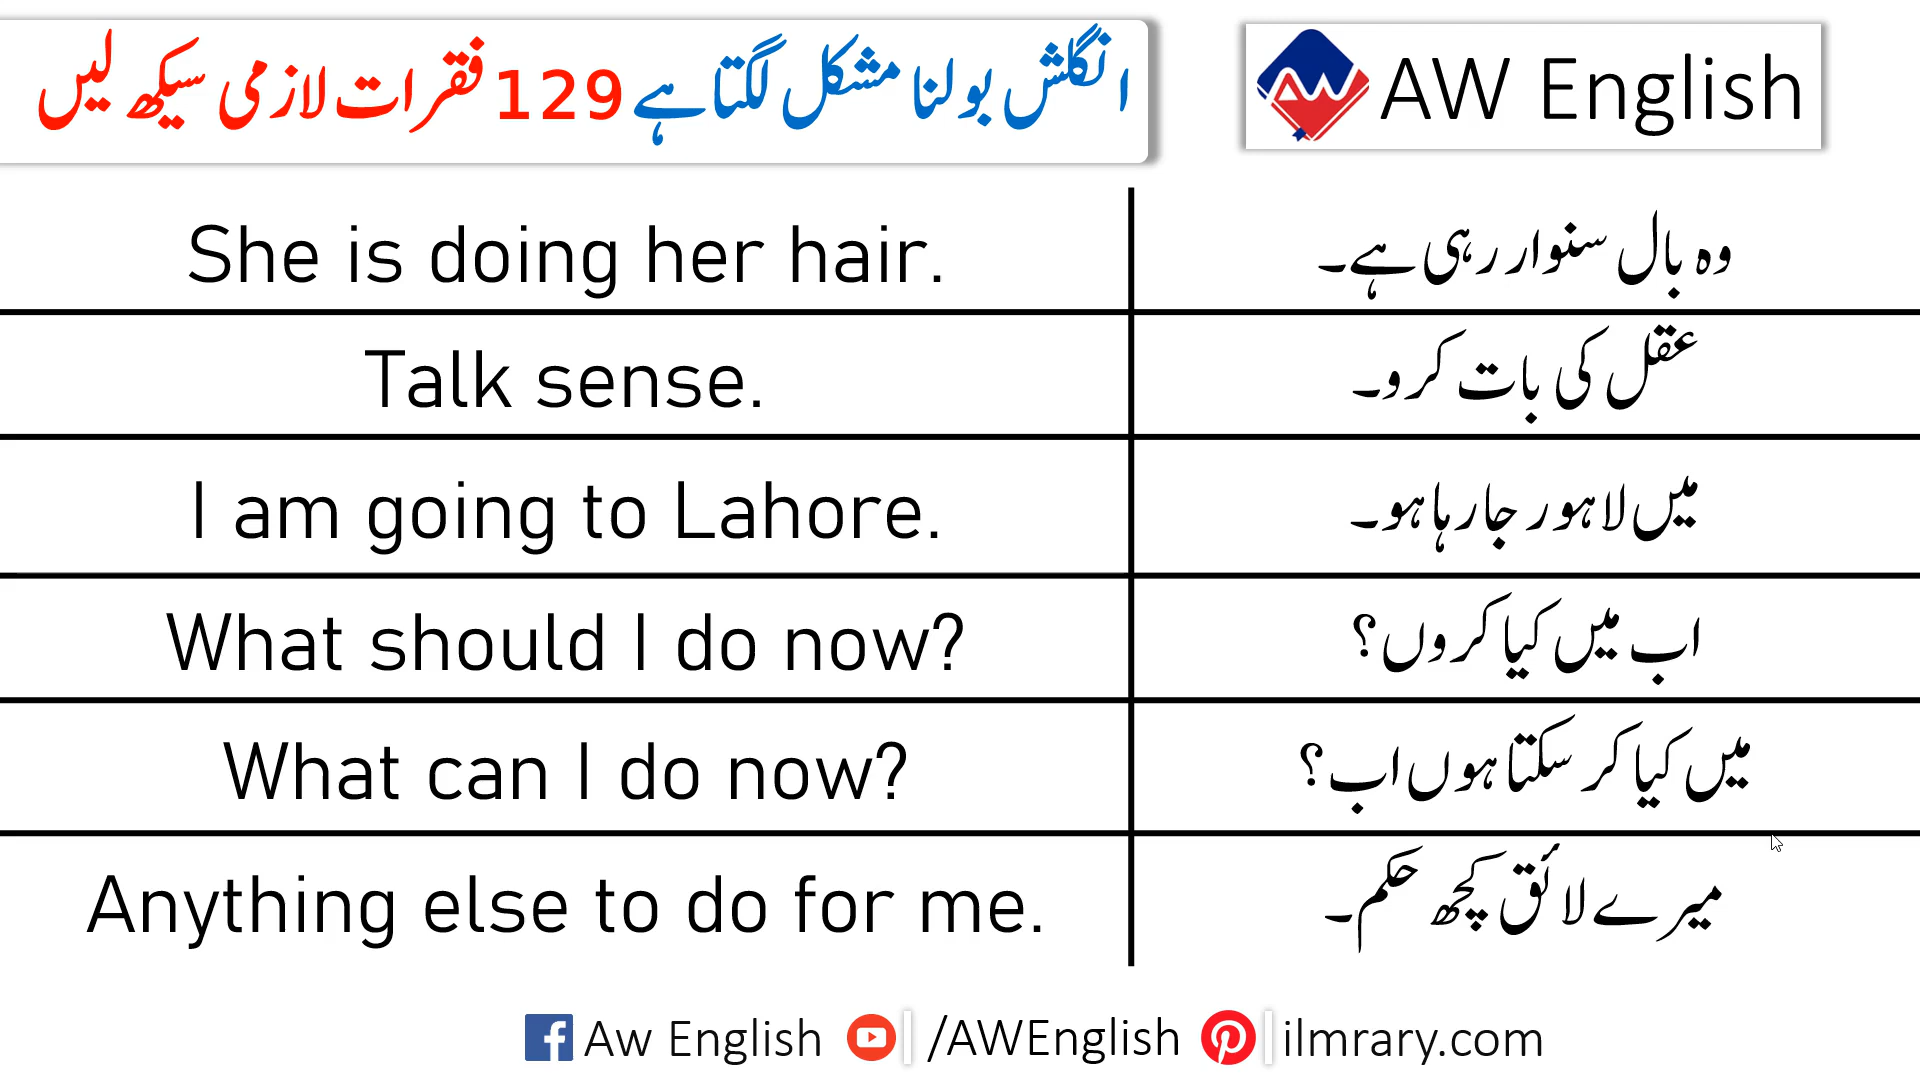 انگلش بولنا مشکل لگتا ہے 129 فقرات لازمی سیکھ لیں
AW English
She is doing her hair.
وہ بال سنوار رہی ہے۔
Talk sense.
عقل کی بات کرو۔
I am going to Lahore.
میں لاہور جا رہا ہو۔
What should I do now?
اب میں کیا کروں؟
What can I do now?
میں کیا کر سکتا ہوں اب؟
Anything else to do for me.
میرے لائق کچھ حکم۔
Aw English /AWEnglish ilmrary.com